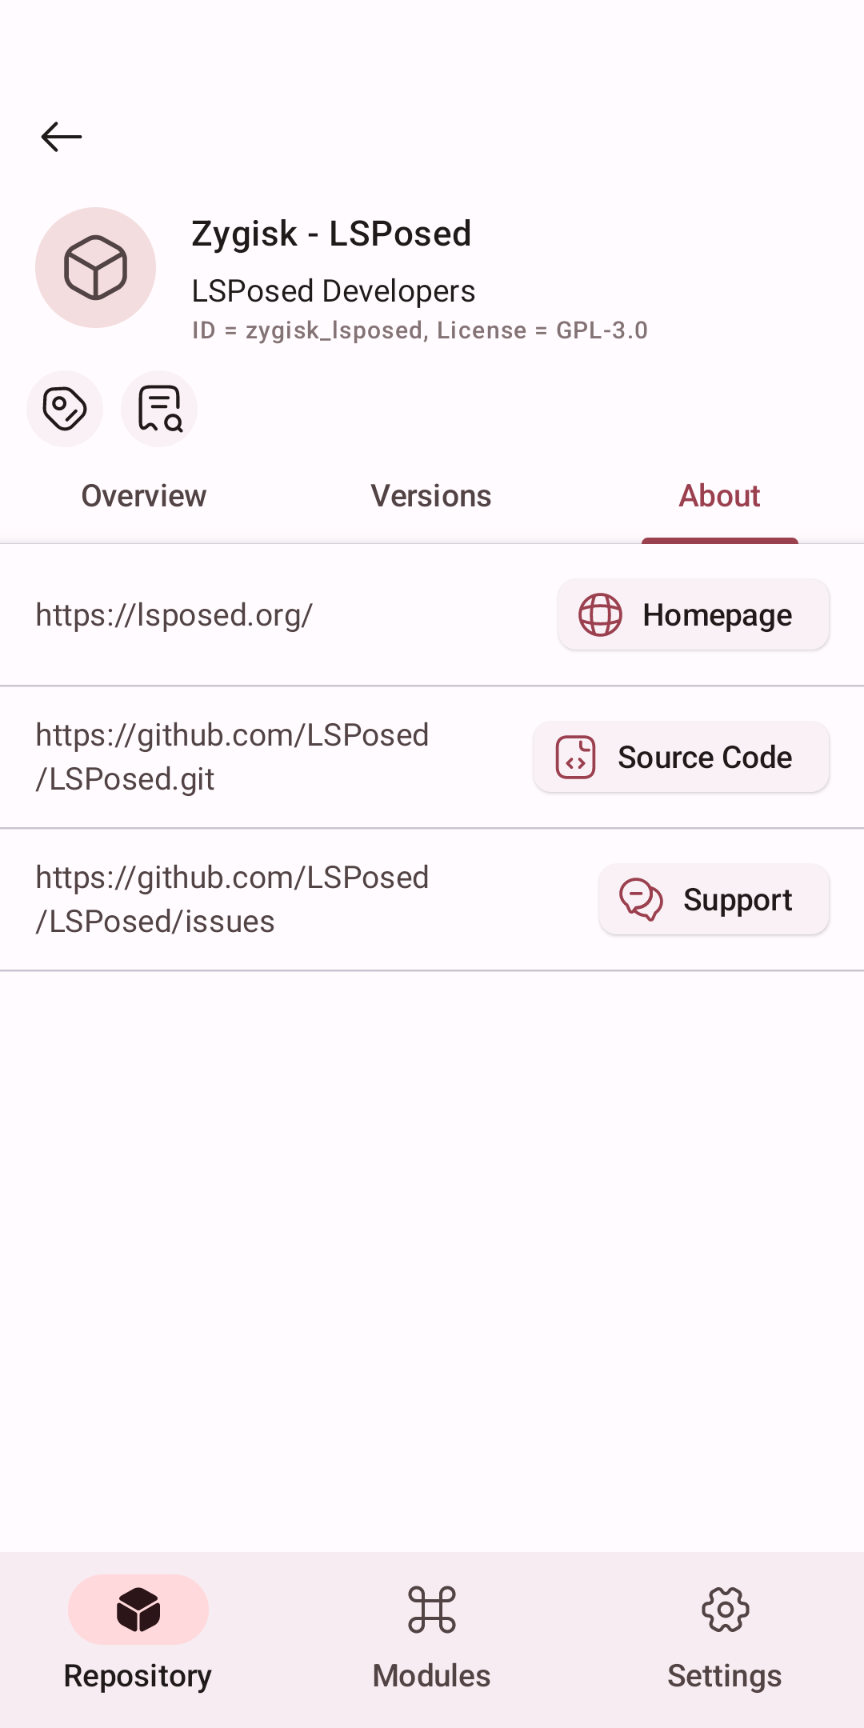 Zygisk - LSPosed
LSPosed Developers
ID = zygisk_lsposed, License = GPL-3.0
Overview
Versions
About
https://lsposed.org/
Homepage
https://github.com/LSPosed
/LSPosed.git
Source Code
https://github.com/LSPosed
/LSPosed/issues
Support
Repository
Modules
Settings